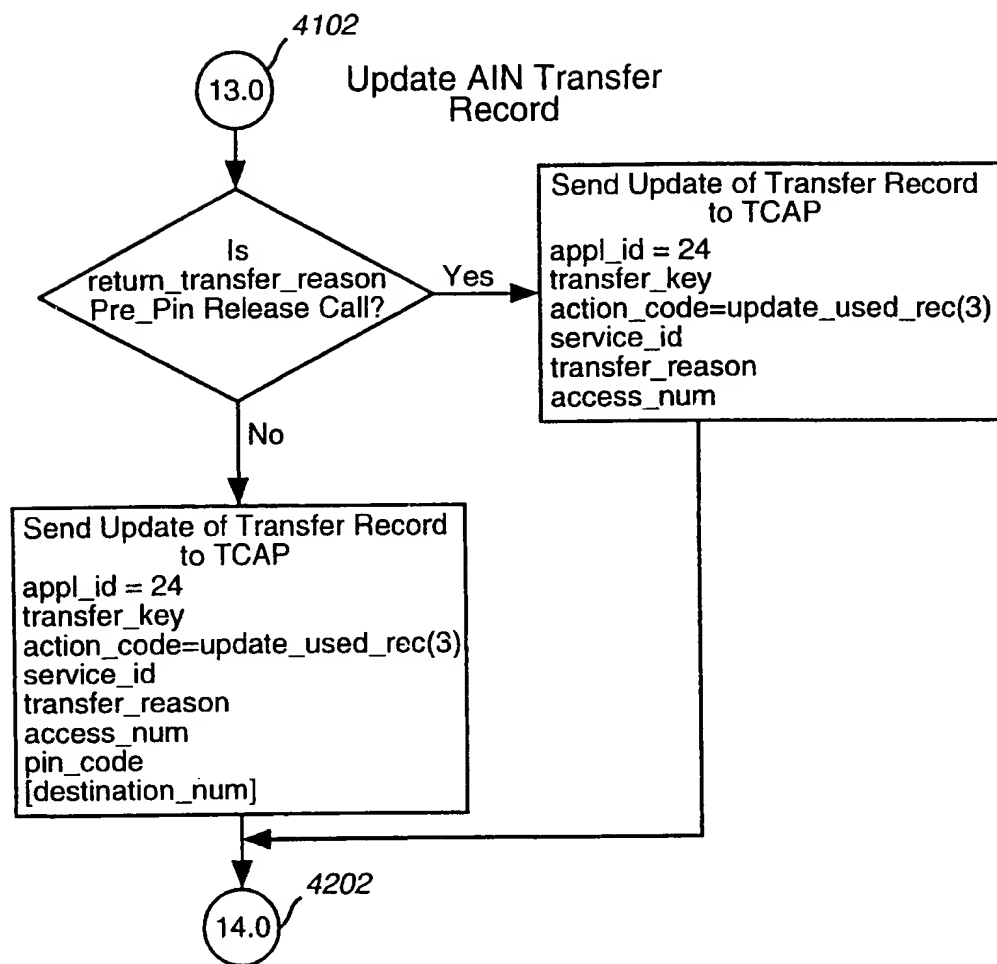 4102
13.0
Update AIN Transfer
Record
Is
return_transfer_reason
Pre_Pin Release Call?
Yes
Send Update of Transfer Record
to TCAP
appl_id = 24
transfer_key
action_code=update_used_rec(3)
service_id
transfer_reason
access_num
No
Send Update of Transfer Record
to TCAP
appl_id = 24
transfer_key
action_code=update_used_rec(3)
service_id
transfer_reason
access_num
pin_code
[destination_num]
4202
14.0